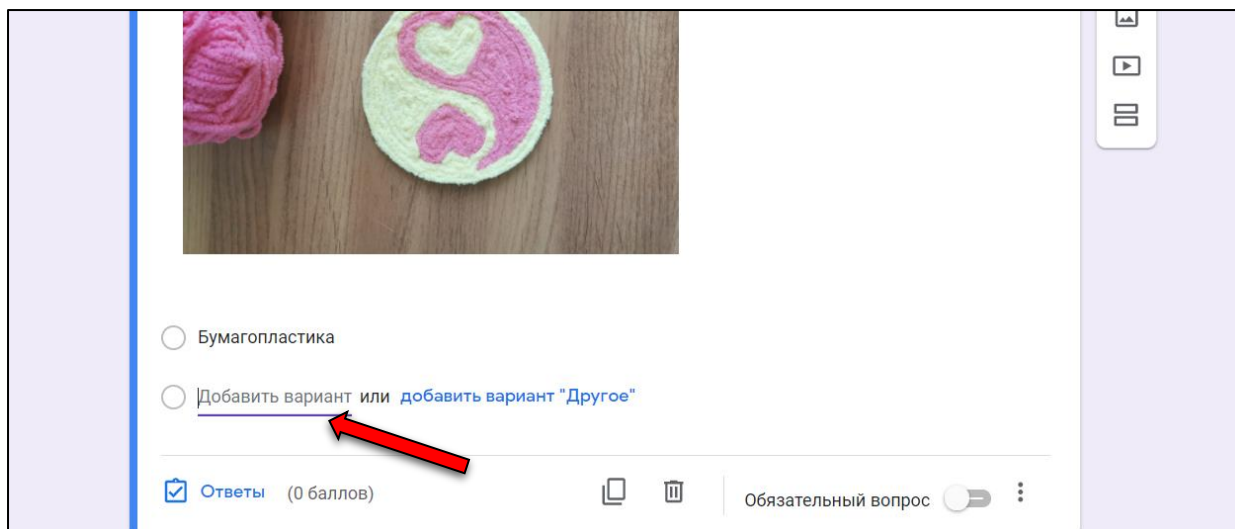 Бумагопластика
Добавить вариант или добавить вариант "Другое"
Ответы (0 баллов) Обязательный вопрос